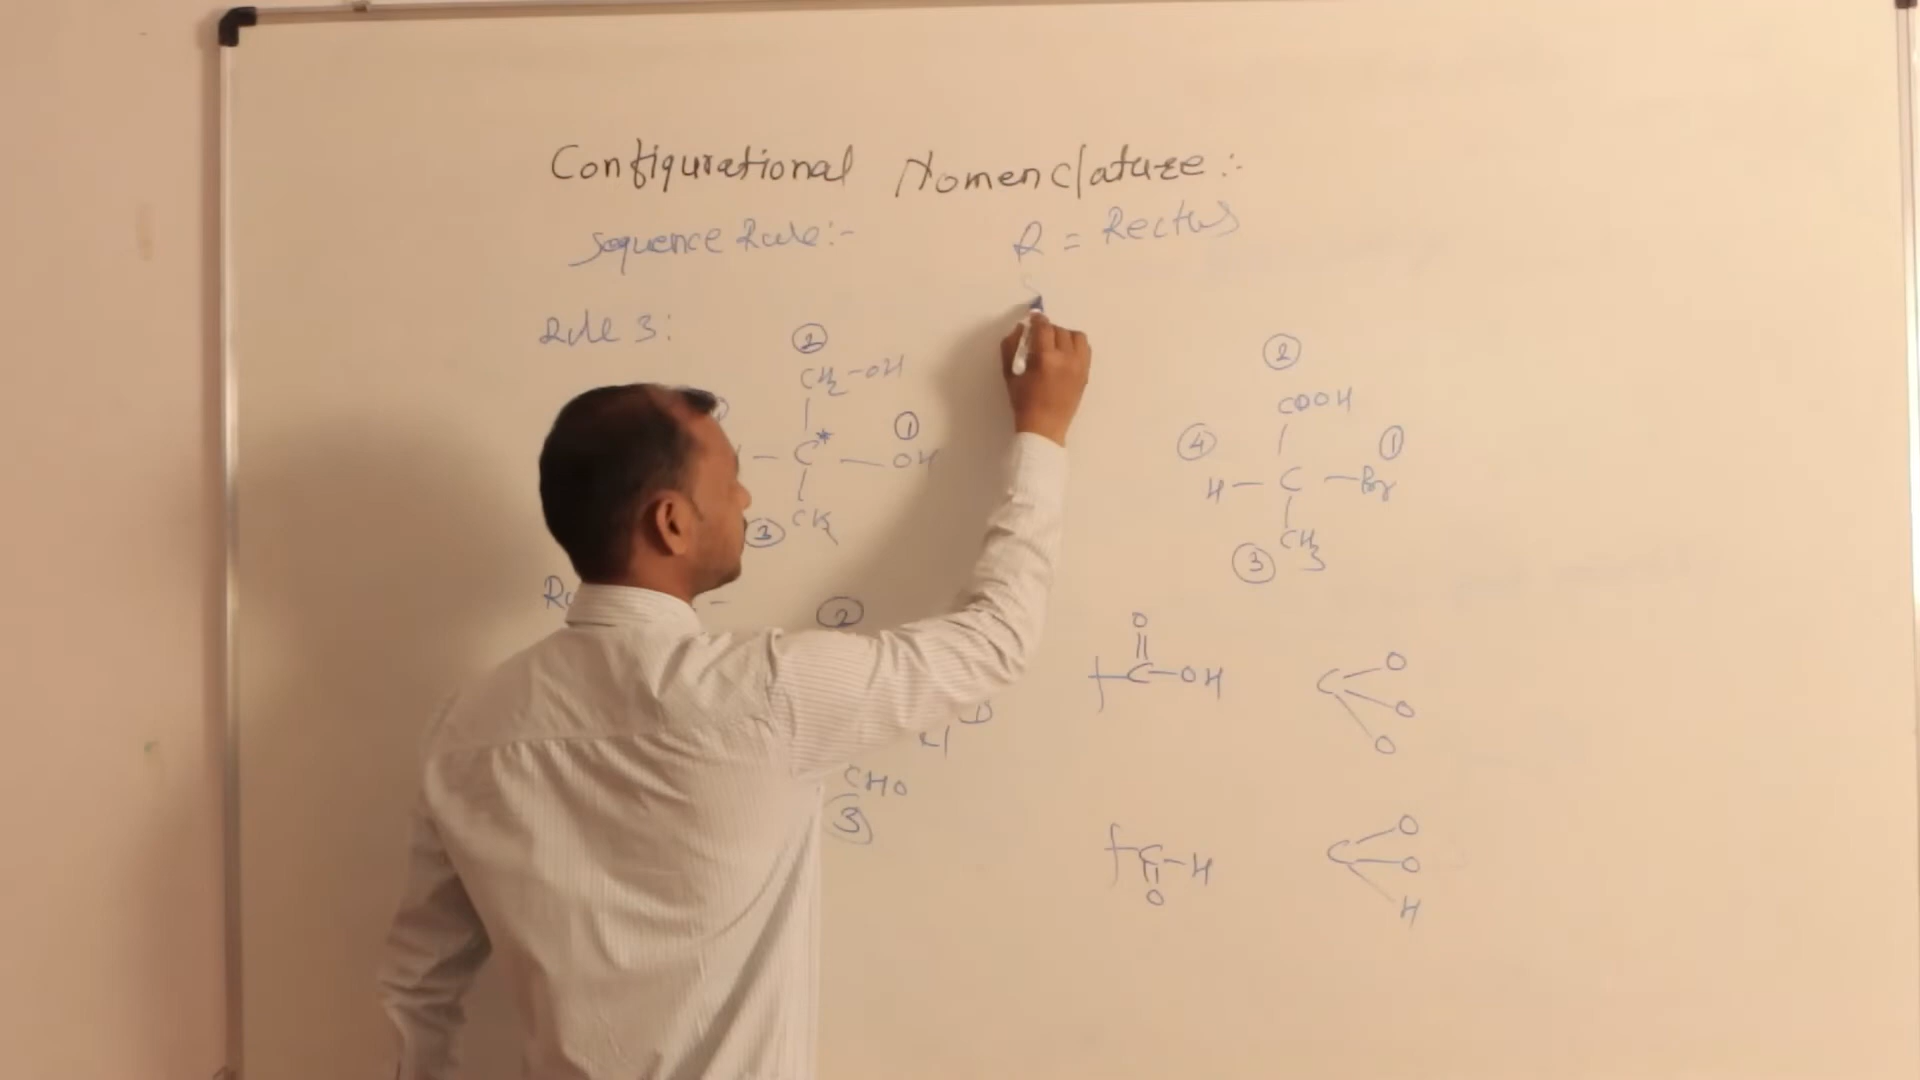 Configurational Nomenclature :-
Sequence Rule :-
R = Rectus
S
Rule 3 :
2
CH2-OH
1
C* — OH
3
CH3
2
COOH
4
1
H — C — Br
3
CH3
2
CHO
3
O
C — OH
C
O
O
O
C — H
O
C
O
O
H